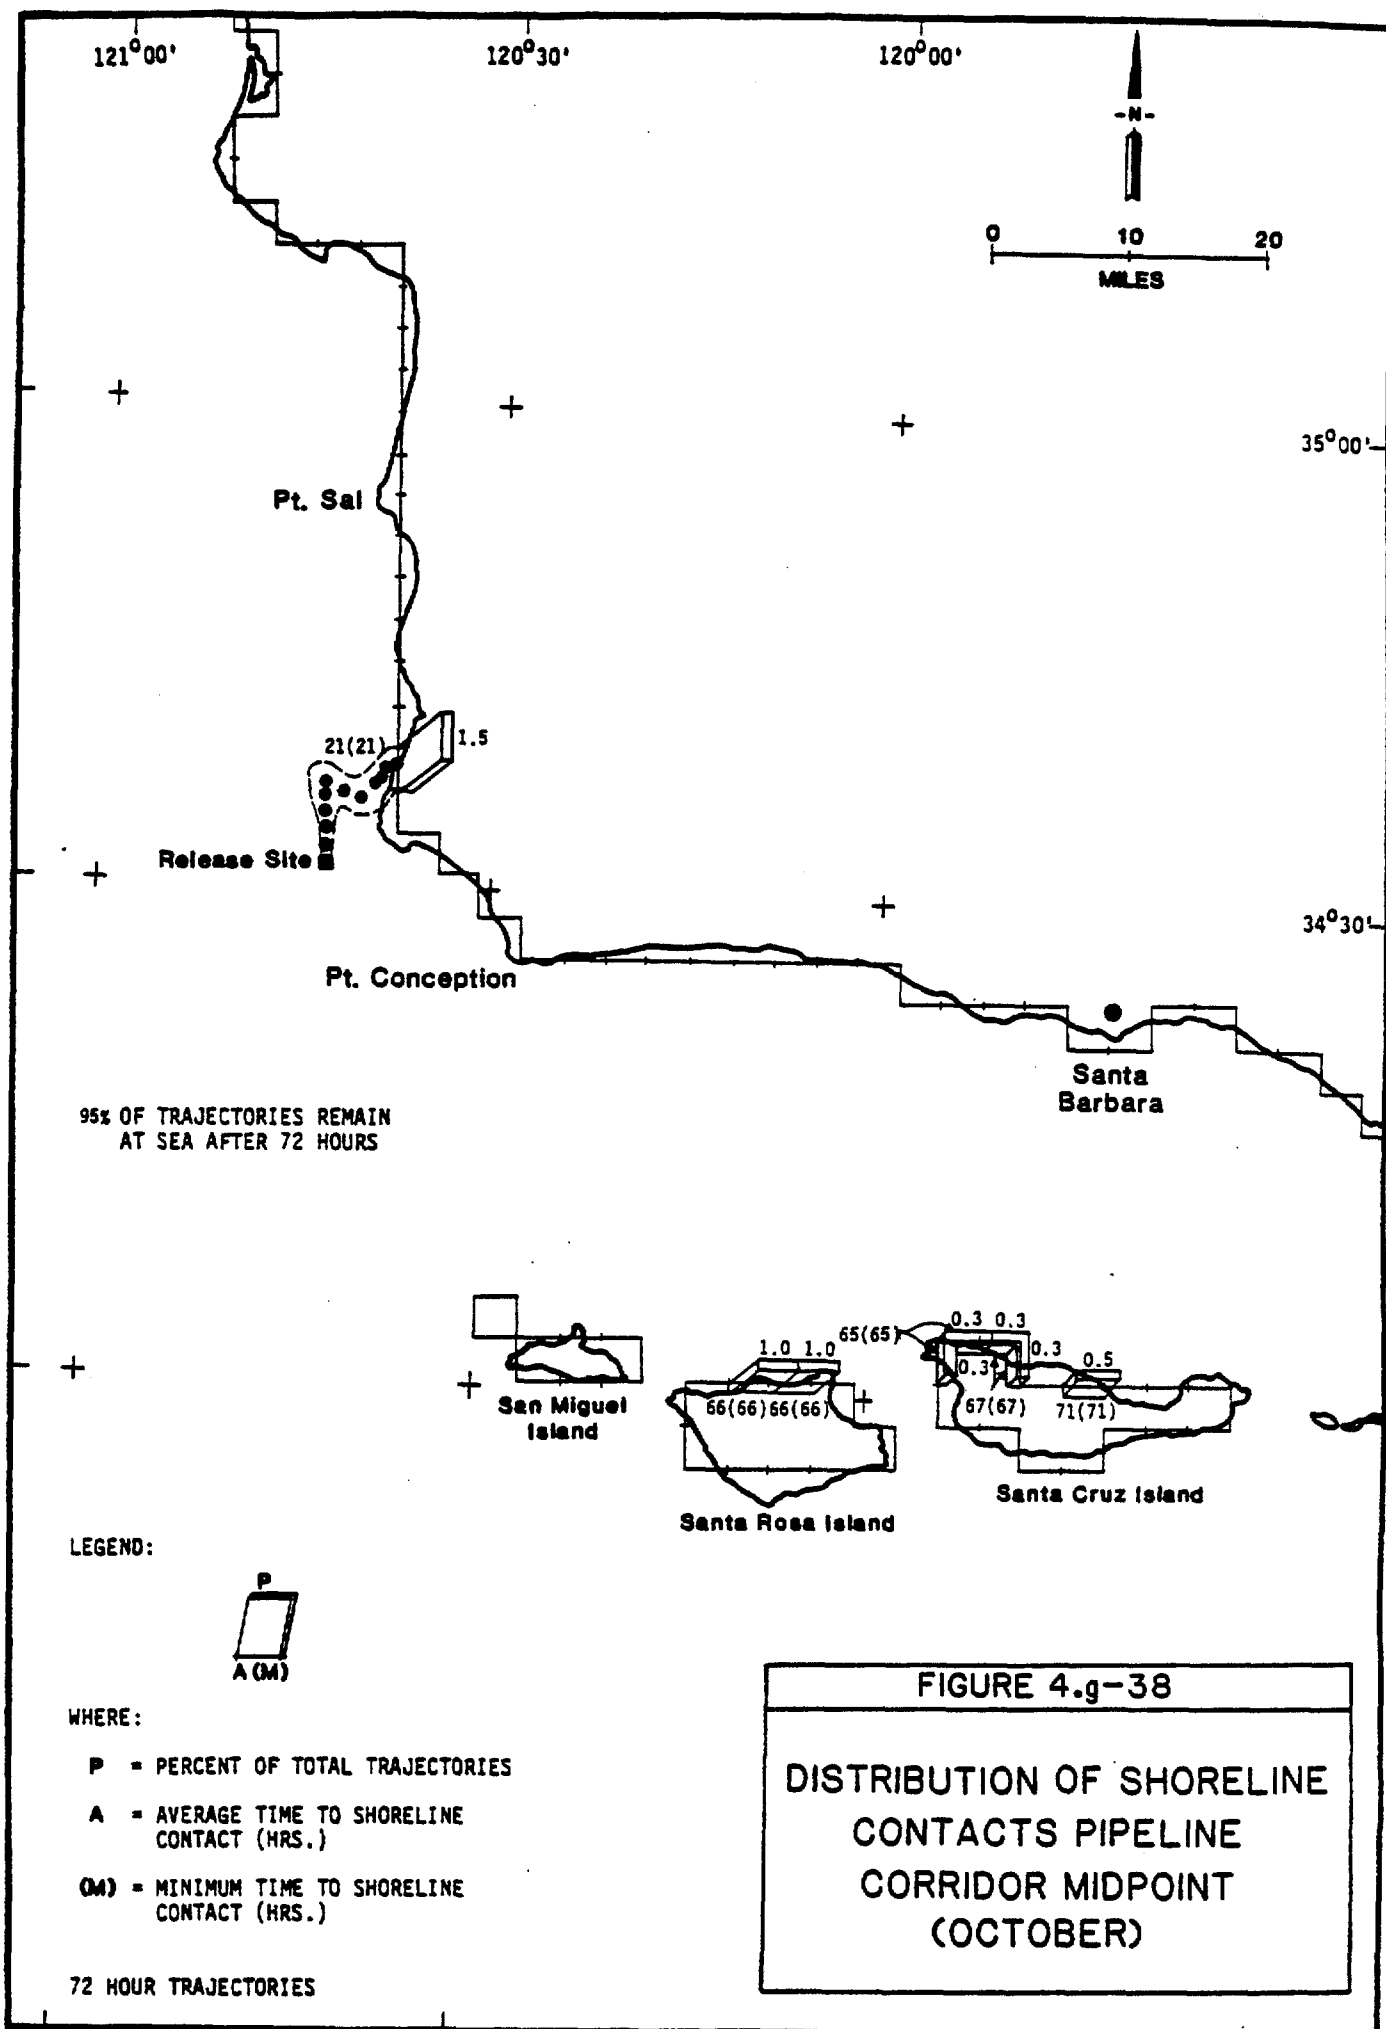 121°00'
120°30'
120°00'
-N-
0 10 20
MILES
35°00'
Pt. Sal
21(21)
1.5
Release Site
34°30'
Pt. Conception
Santa
Barbara
95% OF TRAJECTORIES REMAIN
AT SEA AFTER 72 HOURS
65(65)
0.3 0.3
0.3
0.3
0.5
1.0 1.0
66(66) 66(66)
67(67)
71(71)
San Miguel
Island
Santa Rosa Island
Santa Cruz Island
LEGEND:
P
A (M)
WHERE:
P = PERCENT OF TOTAL TRAJECTORIES
A = AVERAGE TIME TO SHORELINE
CONTACT (HRS.)
(M) = MINIMUM TIME TO SHORELINE
CONTACT (HRS.)
72 HOUR TRAJECTORIES
FIGURE 4.g-38
DISTRIBUTION OF SHORELINE
CONTACTS PIPELINE
CORRIDOR MIDPOINT
(OCTOBER)